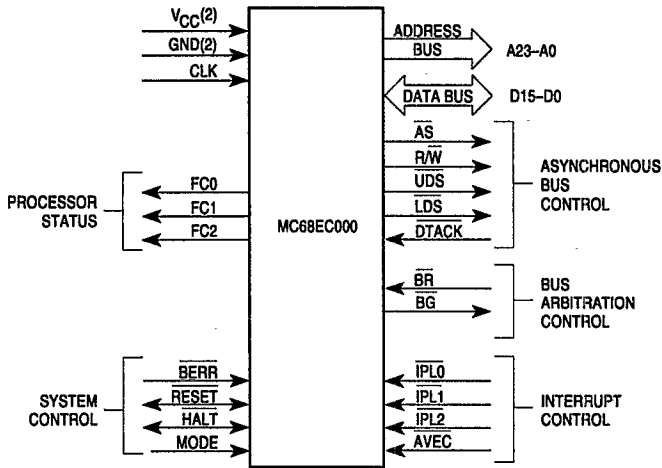 VCC(2)
GND(2)
CLK
PROCESSOR
STATUS
FC0
FC1
FC2
SYSTEM
CONTROL
BERR
RESET
HALT
MODE
MC68EC000
ADDRESS
BUS
A23–A0
DATA BUS
D15–D0
AS
R/W
UDS
LDS
DTACK
ASYNCHRONOUS
BUS
CONTROL
BR
BG
BUS
ARBITRATION
CONTROL
IPL0
IPL1
IPL2
AVEC
INTERRUPT
CONTROL